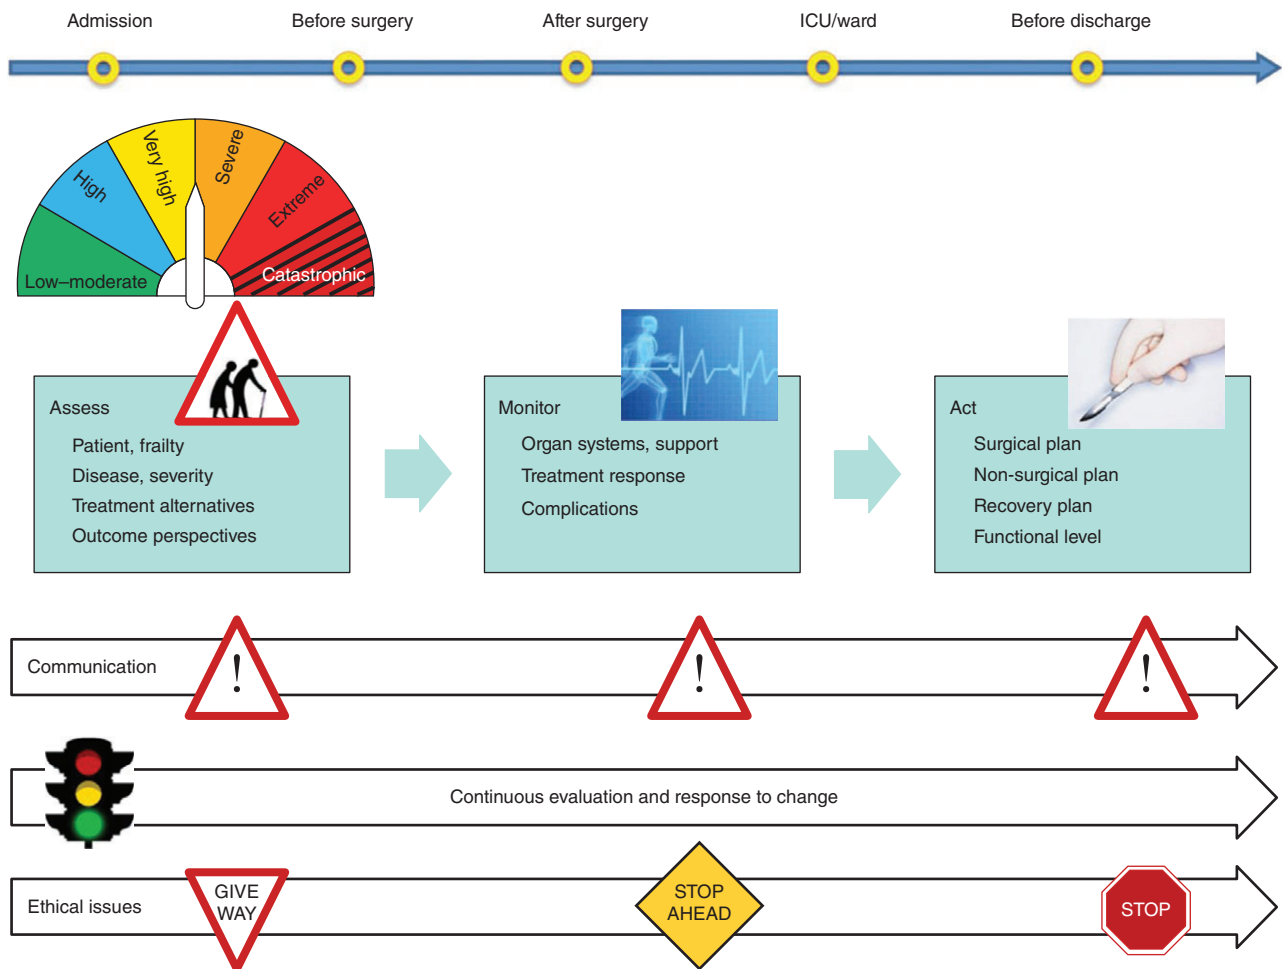 Admission
Before surgery
After surgery
ICU/ward
Before discharge
Low–moderate
High
Very high
Severe
Extreme
Catastrophic
Assess
Patient, frailty
Disease, severity
Treatment alternatives
Outcome perspectives
Monitor
Organ systems, support
Treatment response
Complications
Act
Surgical plan
Non-surgical plan
Recovery plan
Functional level
Communication
!
!
!
Continuous evaluation and response to change
Ethical issues
GIVE
WAY
STOP
AHEAD
STOP